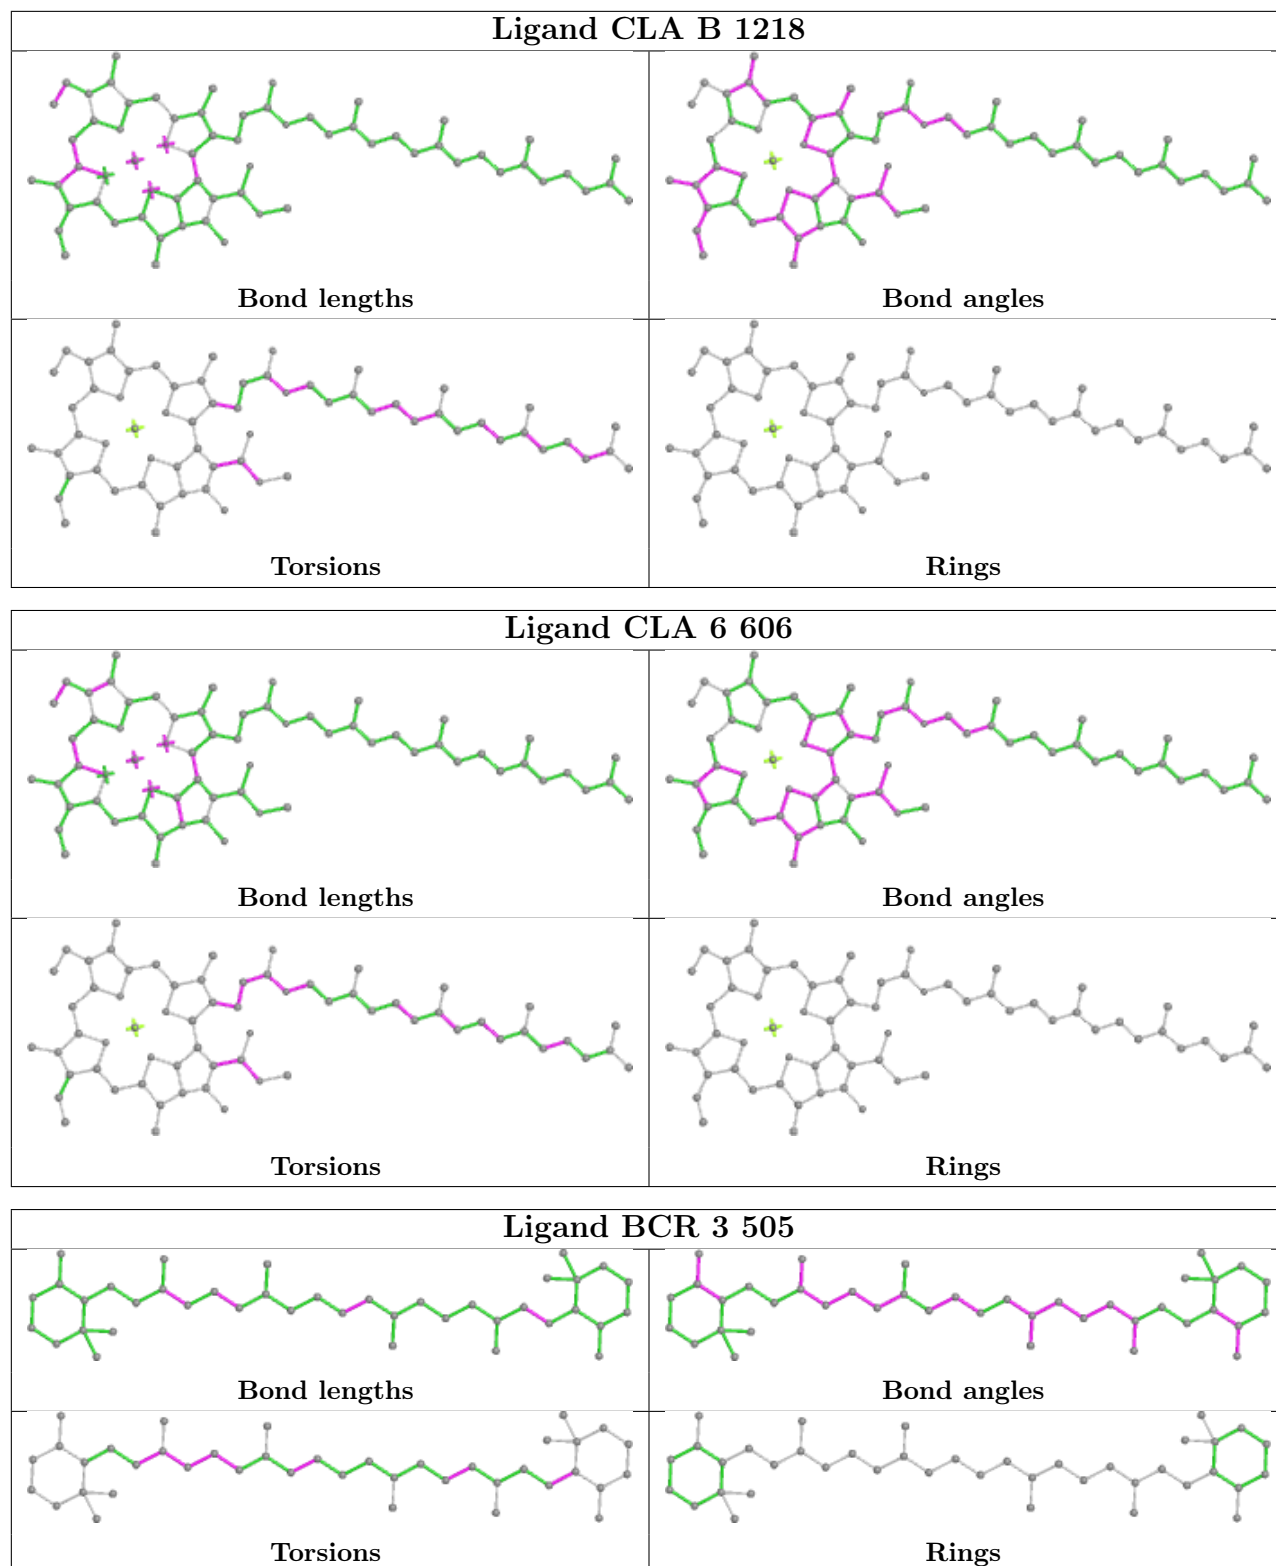 Ligand CLA B 1218
Bond lengths
Bond angles
Torsions
Rings
Ligand CLA 6 606
Bond lengths
Bond angles
Torsions
Rings
Ligand BCR 3 505
Bond lengths
Bond angles
Torsions
Rings